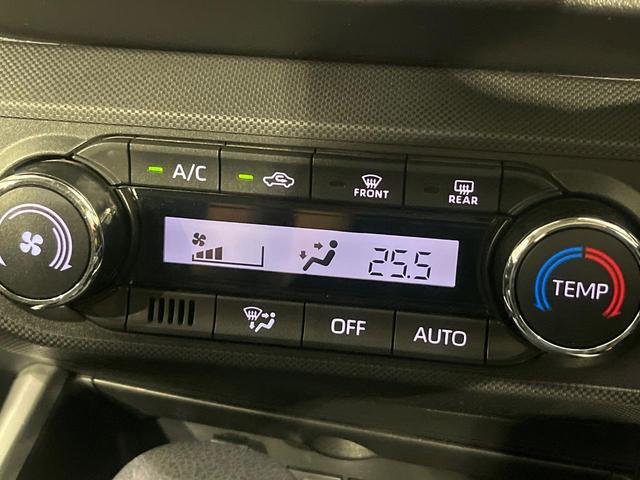 A/C
FRONT
REAR
25.5
TEMP
OFF
AUTO